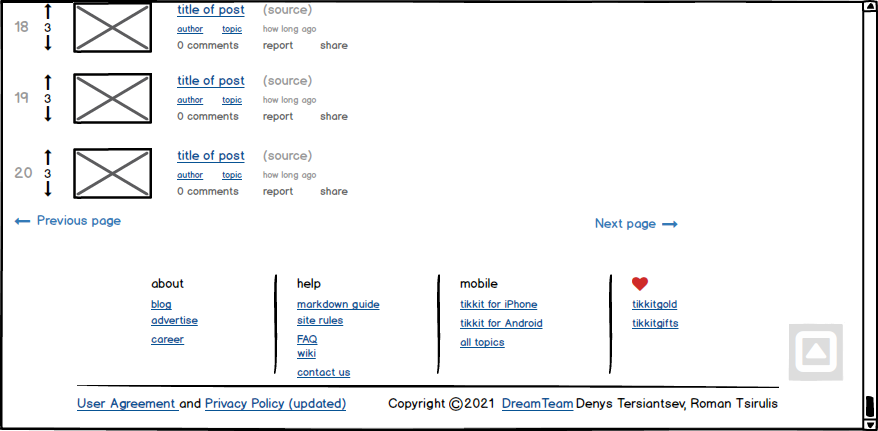 18 3 title of post (source)
author topic how long ago
0 comments report share
19 3 title of post (source)
author topic how long ago
0 comments report share
20 3 title of post (source)
author topic how long ago
0 comments report share
Previous page Next page
about help mobile
blog markdown guide tikkit for iPhone tikkitgold
advertise site rules tikkit for Android tikkitgifts
career FAQ all topics
wiki
contact us
User Agreement and Privacy Policy (updated) Copyright ©2021 DreamTeam Denys Tersiantsev, Roman Tsirulis